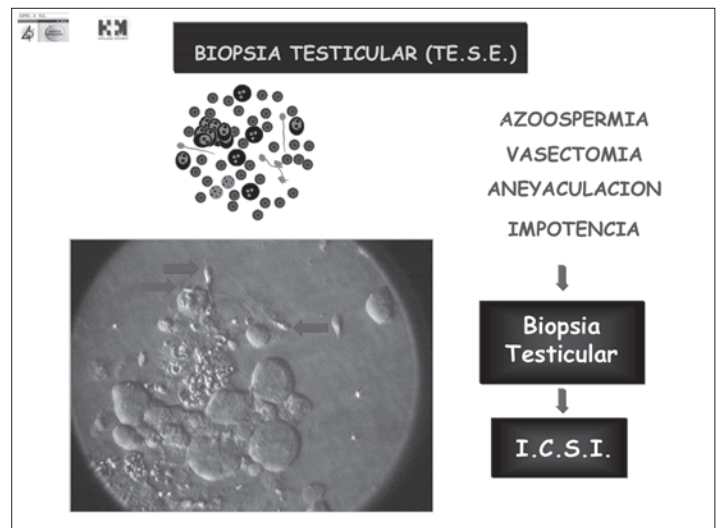 BIOPSIA TESTICULAR (TE.S.E.)
AZOOSPERMIA
VASECTOMIA
ANEYACULACION
IMPOTENCIA
Biopsia
Testicular
I.C.S.I.